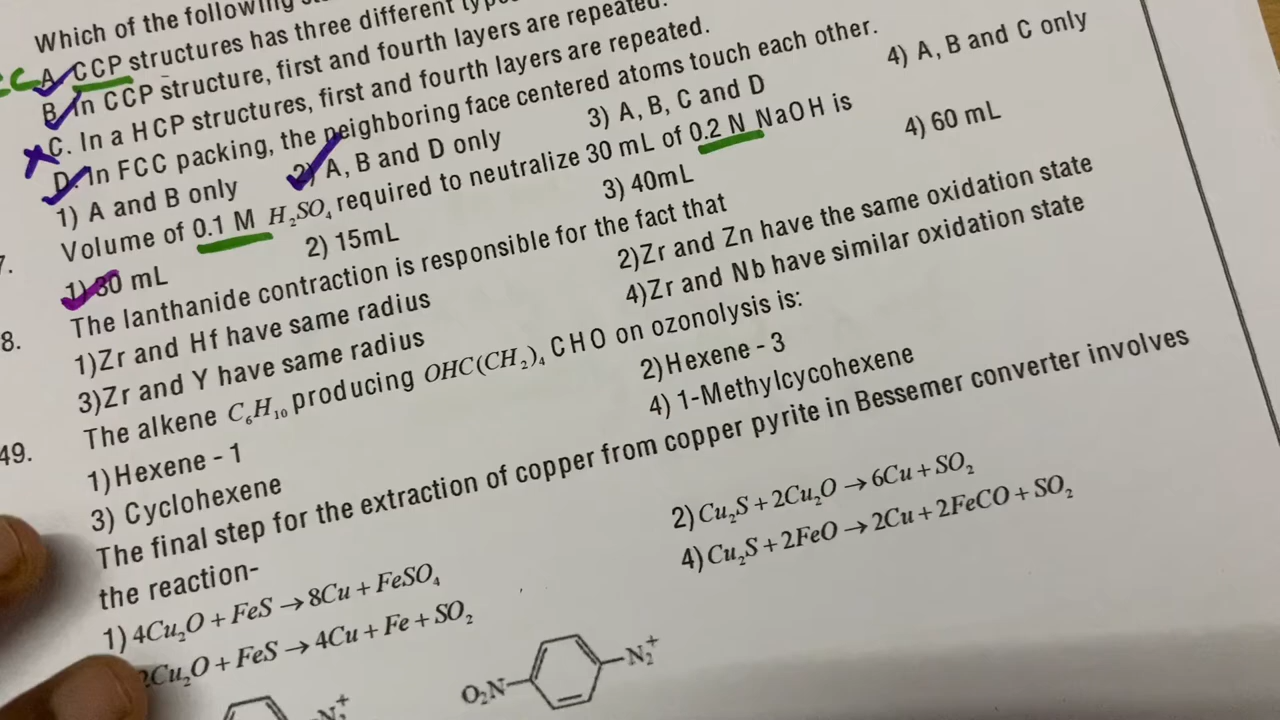 Which of the following
A. CCP structures has three different
B. In CCP structure, first and fourth layers are repeated.
C. In a HCP structures, first and fourth layers are repeated.
D. In FCC packing, the neighboring face centered atoms touch each other.
1) A and B only 2) A, B and D only 3) A, B, C and D 4) A, B and C only
7. Volume of 0.1 M H₂SO₄ required to neutralize 30 mL of 0.2 N NaOH is
1) 30 mL 2) 15mL 3) 40mL 4) 60 mL
8. The lanthanide contraction is responsible for the fact that
1)Zr and Hf have same radius 2)Zr and Zn have the same oxidation state
3)Zr and Y have same radius 4)Zr and Nb have similar oxidation state
49. The alkene C₆H₁₀ producing OHC(CH₂)₄ CHO on ozonolysis is:
1)Hexene - 1 2)Hexene - 3
3) Cyclohexene 4) 1-Methylcycohexene
The final step for the extraction of copper from copper pyrite in Bessemer converter involves
the reaction-
1) 4Cu₂O + FeS → 8Cu + FeSO₄ 2) Cu₂S + 2Cu₂O → 6Cu + SO₂
2Cu₂O + FeS → 4Cu + Fe + SO₂ 4) Cu₂S + 2FeO → 2Cu + 2FeCO + SO₂
N₂⁺ O₂N N₂⁺